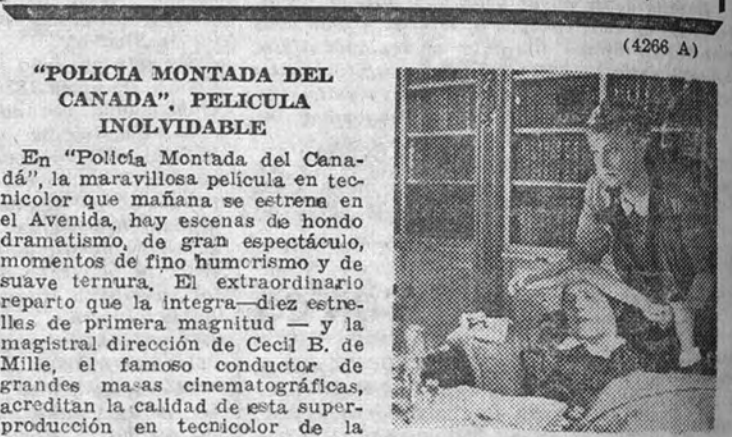 (4266 A)
“POLICIA MONTADA DEL
CANADA”, PELICULA
INOLVIDABLE
En “Policía Montada del Cana-
dá”, la maravillosa película en tec-
nicolor que mañana se estrena en
el Avenida, hay escenas de hondo
dramatismo, de gran espectáculo,
momentos de fino humorismo y de
suave ternura. El extraordinario
reparto que la integra—diez estre-
llas de primera magnitud — y la
magistral dirección de Cecil B. de
Mille, el famoso conductor de
grandes masas cinematográficas,
acreditan la calidad de esta super-
producción en tecnicolor de la